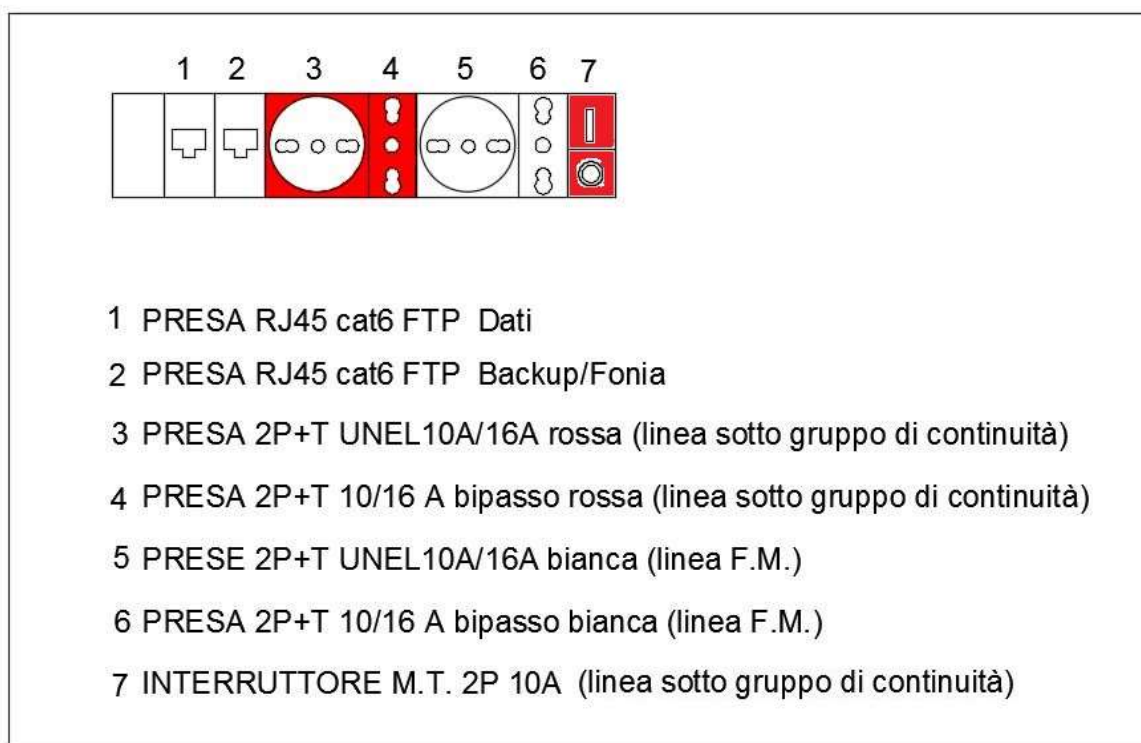 1 2 3 4 5 6 7
1 PRESA RJ45 cat6 FTP Dati
2 PRESA RJ45 cat6 FTP Backup/Fonia
3 PRESA 2P+T UNEL10A/16A rossa (linea sotto gruppo di continuità)
4 PRESA 2P+T 10/16 A bipasso rossa (linea sotto gruppo di continuità)
5 PRESE 2P+T UNEL10A/16A bianca (linea F.M.)
6 PRESA 2P+T 10/16 A bipasso bianca (linea F.M.)
7 INTERRUTTORE M.T. 2P 10A (linea sotto gruppo di continuità)